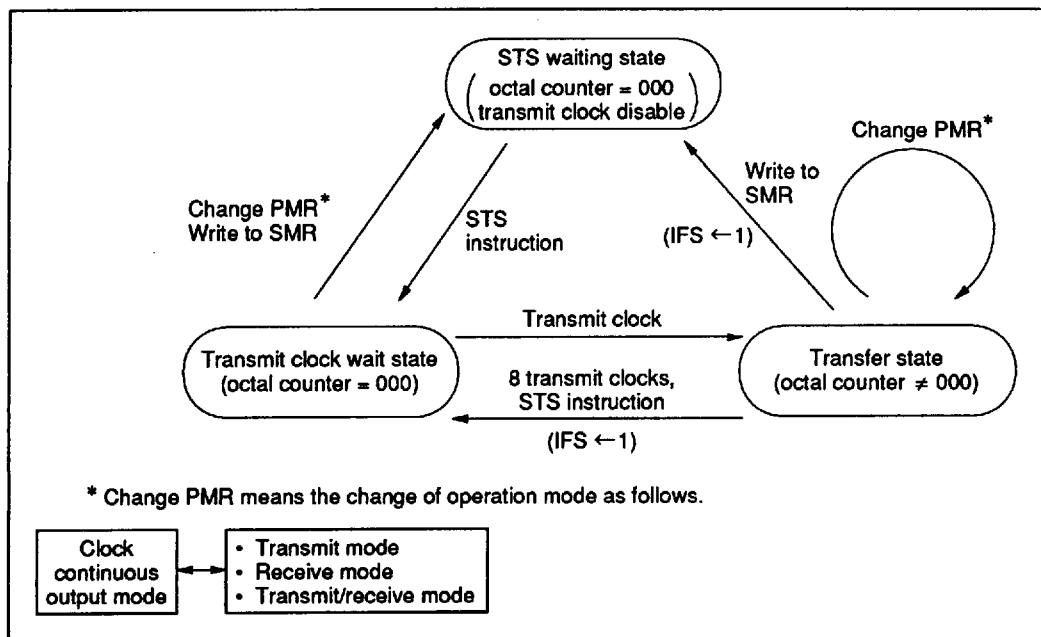 STS waiting state
octal counter = 000
transmit clock disable
Change PMR*
Change PMR*
Write to SMR
STS
instruction
Write to
SMR
(IFS ←1)
Transmit clock wait state
(octal counter = 000)
Transmit clock
8 transmit clocks,
STS instruction
(IFS ←1)
Transfer state
(octal counter ≠ 000)
* Change PMR means the change of operation mode as follows.
Clock
continuous
output mode
• Transmit mode
• Receive mode
• Transmit/receive mode